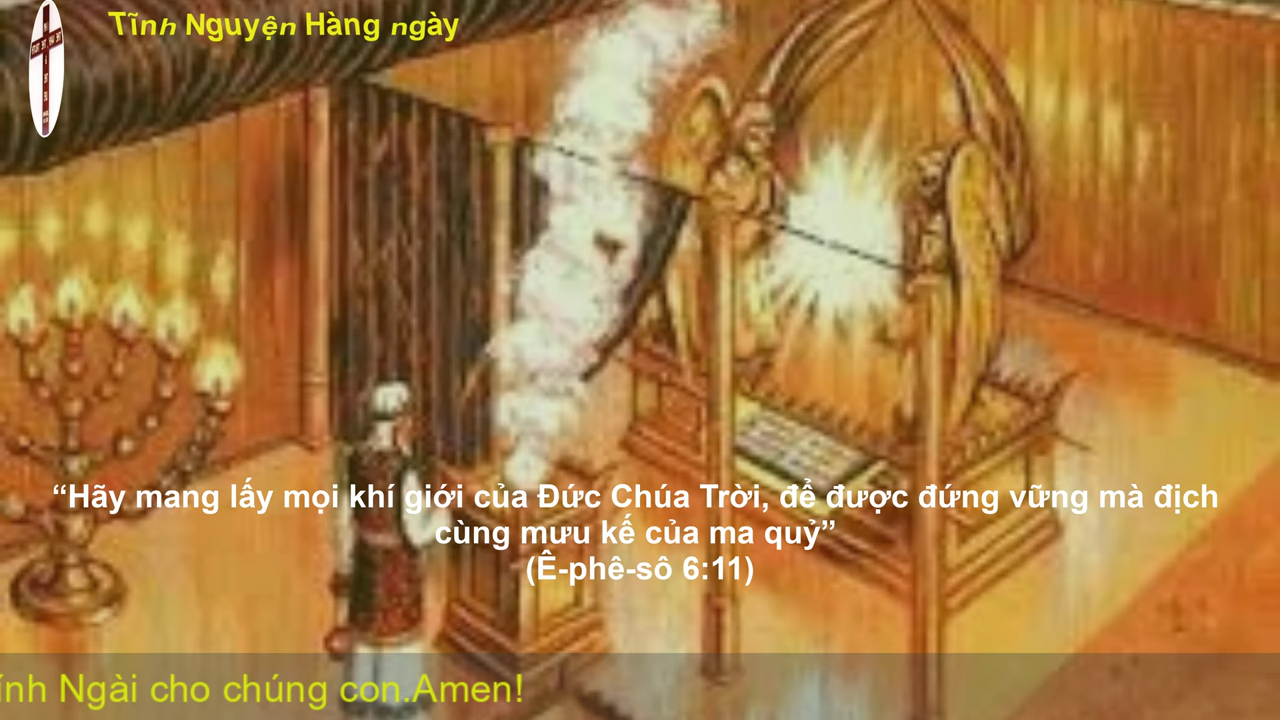 Tĩnh Nguyện Hàng ngày
“Hãy mang lấy mọi khí giới của Đức Chúa Trời, để được đứng vững mà địch
cùng mưu kế của ma quỷ”
(Ê-phê-sô 6:11)
ính Ngài cho chúng con.Amen!